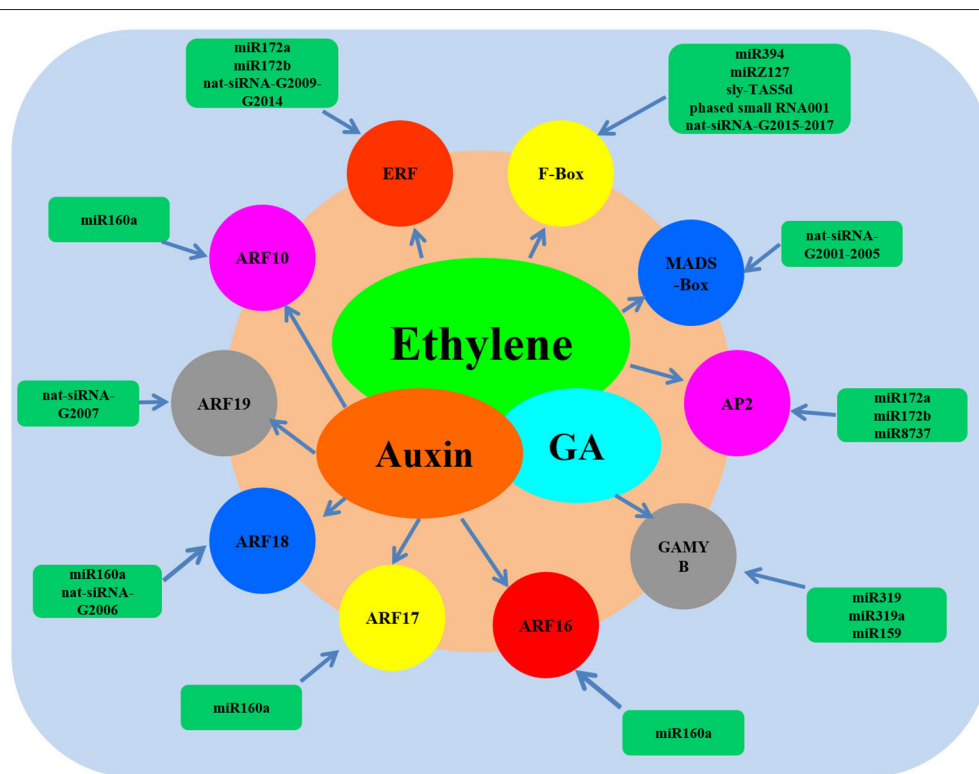 miR172a
miR172b
nat-siRNA-G2009-
G2014
miR394
miRZ127
sly-TAS5d
phased small RNA001
nat-siRNA-G2015-2017
ERF
F-Box
miR160a
ARF10
MADS
-Box
nat-siRNA-
G2001-2005
Ethylene
nat-siRNA-
G2007
ARF19
AP2
miR172a
miR172b
miR8737
Auxin
GA
ARF18
GAMY
B
miR160a
nat-siRNA-
G2006
miR319
miR319a
miR159
ARF17
ARF16
miR160a
miR160a